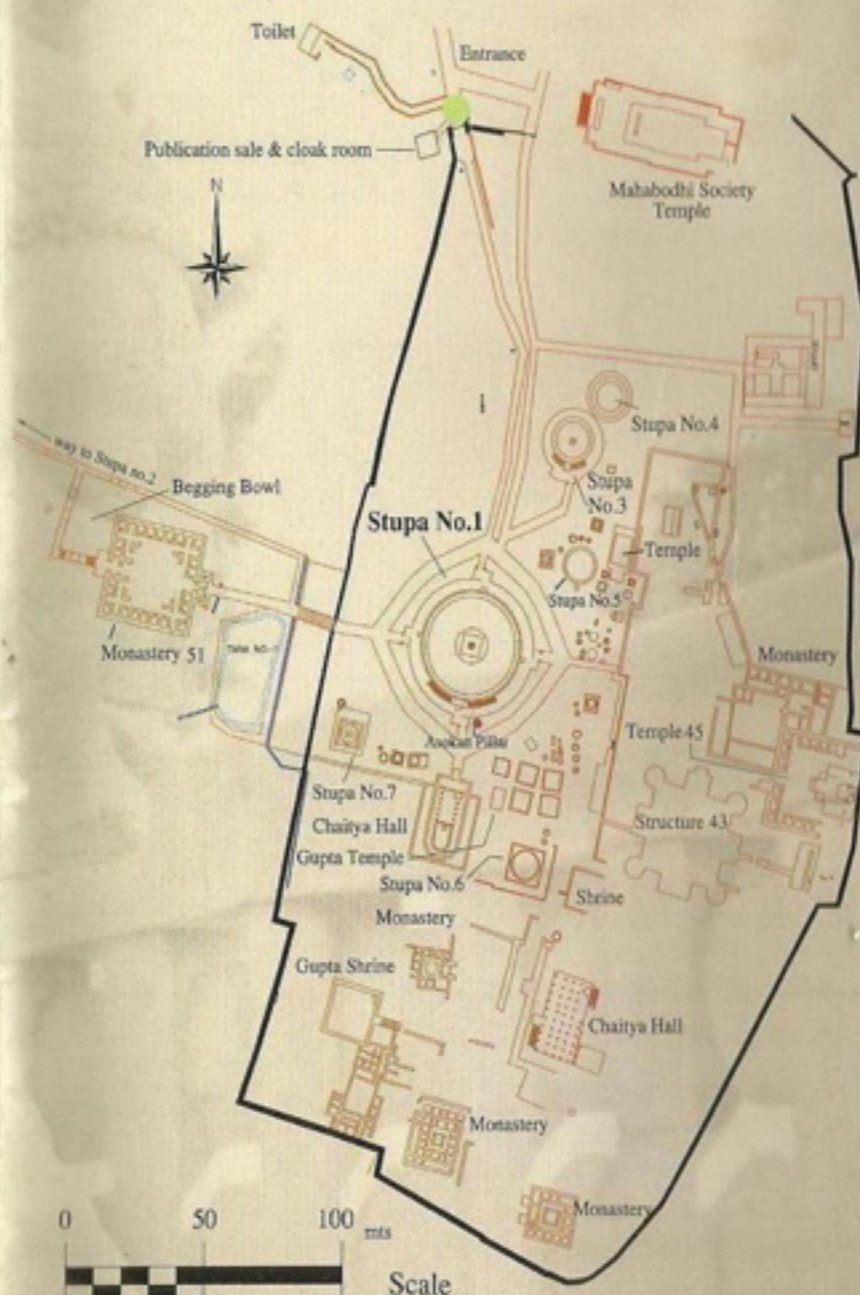 Toilet
Entrance
Publication sale & cloak room
N
Mahabodhi Society
Temple
Stupa No.4
way to Stupa no.2
Begging Bowl
Stupa
No.3
Stupa No.1
Temple
Stupa No.5
Monastery 51
TANK NO-
Monastery
Asokan Pillar
Temple 45
Stupa No.7
Chaitya Hall
Structure 43
Gupta Temple
Stupa No.6
Shrine
Monastery
Gupta Shrine
Chaitya Hall
Monastery
Monastery
0 50 100 mts
Scale